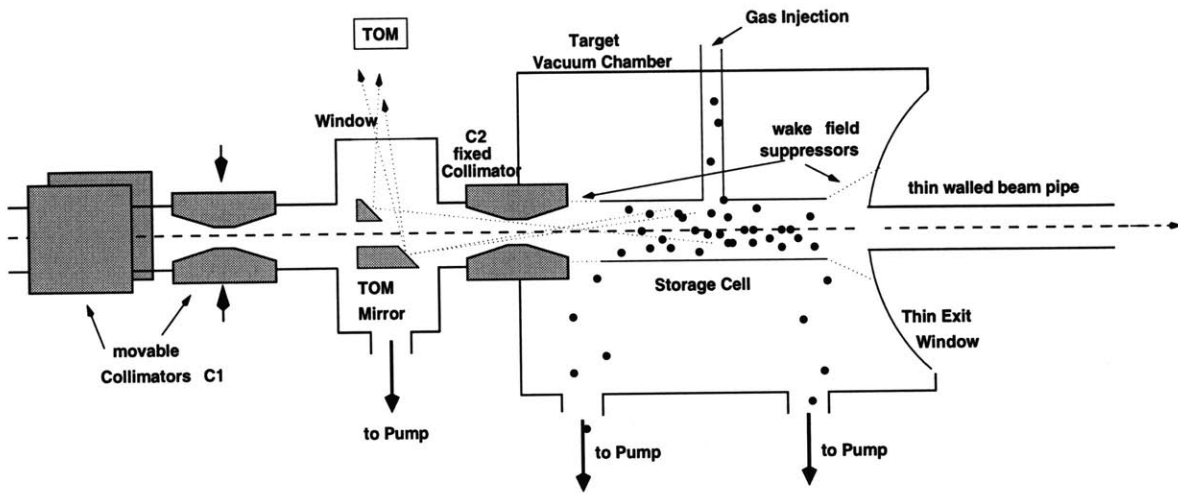 Gas Injection
TOM
Target
Vacuum Chamber
Window
C2
fixed
Collimator
wake field
suppressors
thin walled beam pipe
TOM
Mirror
Storage Cell
Thin Exit
Window
movable
Collimators C1
to Pump
to Pump
to Pump